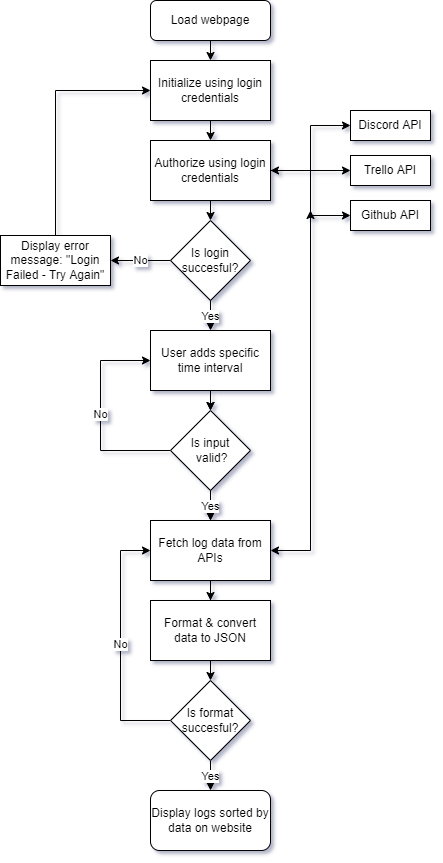 Load webpage
Initialize using login
credentials
Discord API
Authorize using login
credentials
Trello API
Github API
Is login
succesful?
No
Display error
message: "Login
Failed - Try Again"
Yes
User adds specific
time interval
No
Is input
valid?
Yes
Fetch log data from
APIs
Format & convert
data to JSON
No
Is format
succesful?
Yes
Display logs sorted by
data on website